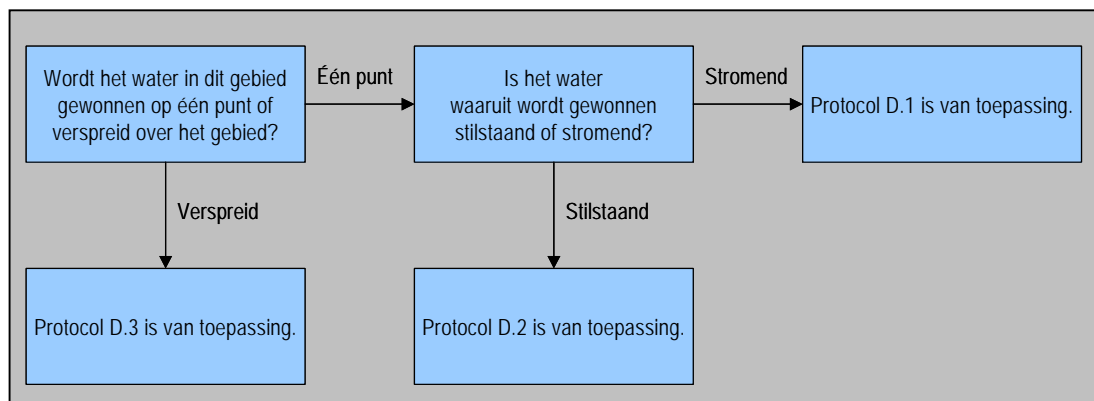 Wordt het water in dit gebied
gewonnen op één punt of
verspreid over het gebied?
Één punt
Is het water
waaruit wordt gewonnen
stilstaand of stromend?
Stromend
Protocol D.1 is van toepassing.
Verspreid
Stilstaand
Protocol D.3 is van toepassing.
Protocol D.2 is van toepassing.